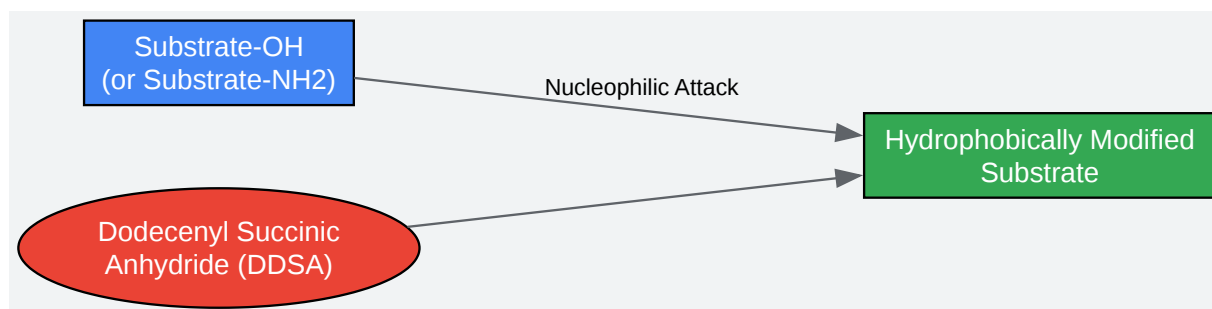 Substrate-OH
(or Substrate-NH2)
Nucleophilic Attack
Hydrophobically Modified
Substrate
Dodecenyl Succinic
Anhydride (DDSA)